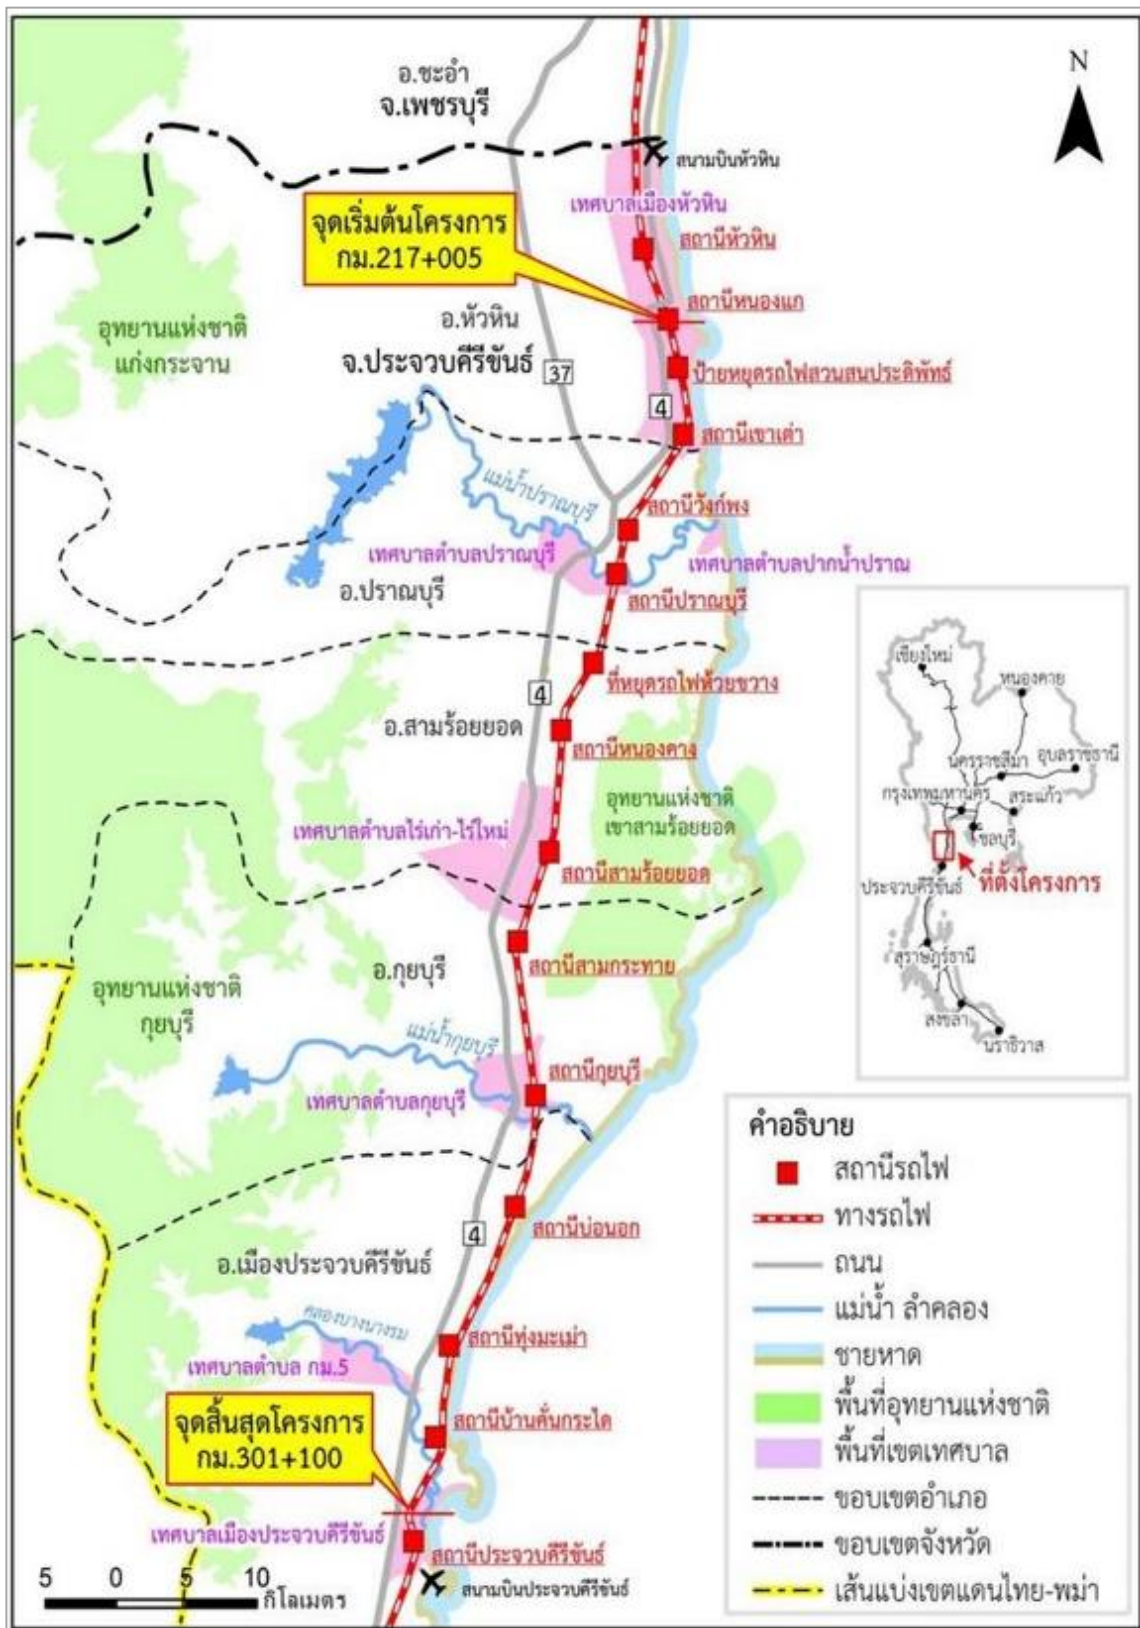 อ.ชะอำ
จ.เพชรบุรี
N
สนามบินหัวหิน
เทศบาลเมืองหัวหิน
จุดเริ่มต้นโครงการ
กม.217+005
สถานีหัวหิน
สถานีหนองแก
อ.หัวหิน
อุทยานแห่งชาติ
แก่งกระจาน
จ.ประจวบคีรีขันธ์
37
ป้ายหยุดรถไฟสวนสนประดิพัทธ์
4
สถานีเขาเต่า
แม่น้ำปราณบุรี
สถานีวังก์พง
เทศบาลตำบลปราณบุรี
เทศบาลตำบลปากน้ำปราณ
อ.ปราณบุรี
สถานีปราณบุรี
ที่หยุดรถไฟห้วยขวาง
4
อ.สามร้อยยอด
สถานีหนองคาง
อุทยานแห่งชาติ
เขาสามร้อยยอด
เทศบาลตำบลไร่เก่า-ไร่ใหม่
สถานีสามร้อยยอด
สถานีสามกระทาย
อ.กุยบุรี
อุทยานแห่งชาติ
กุยบุรี
แม่น้ำกุยบุรี
สถานีกุยบุรี
เทศบาลตำบลกุยบุรี
สถานีบ่อนอก
4
อ.เมืองประจวบคีรีขันธ์
คลองบางนางรม
สถานีทุ่งมะเม่า
เทศบาลตำบล กม.5
จุดสิ้นสุดโครงการ
กม.301+100
สถานีบ้านคั่นกระได
เทศบาลเมืองประจวบคีรีขันธ์
สถานีประจวบคีรีขันธ์
สนามบินประจวบคีรีขันธ์
5 0 5 10
กิโลเมตร
เชียงใหม่
หนองคาย
นครราชสีมา
อุบลราชธานี
กรุงเทพมหานคร
สระแก้ว
ชลบุรี
ประจวบคีรีขันธ์
ที่ตั้งโครงการ
สุราษฎร์ธานี
สงขลา
นราธิวาส
คำอธิบาย
สถานีรถไฟ
ทางรถไฟ
ถนน
แม่น้ำ ลำคลอง
ชายหาด
พื้นที่อุทยานแห่งชาติ
พื้นที่เขตเทศบาล
ขอบเขตอำเภอ
ขอบเขตจังหวัด
เส้นแบ่งเขตแดนไทย-พม่า